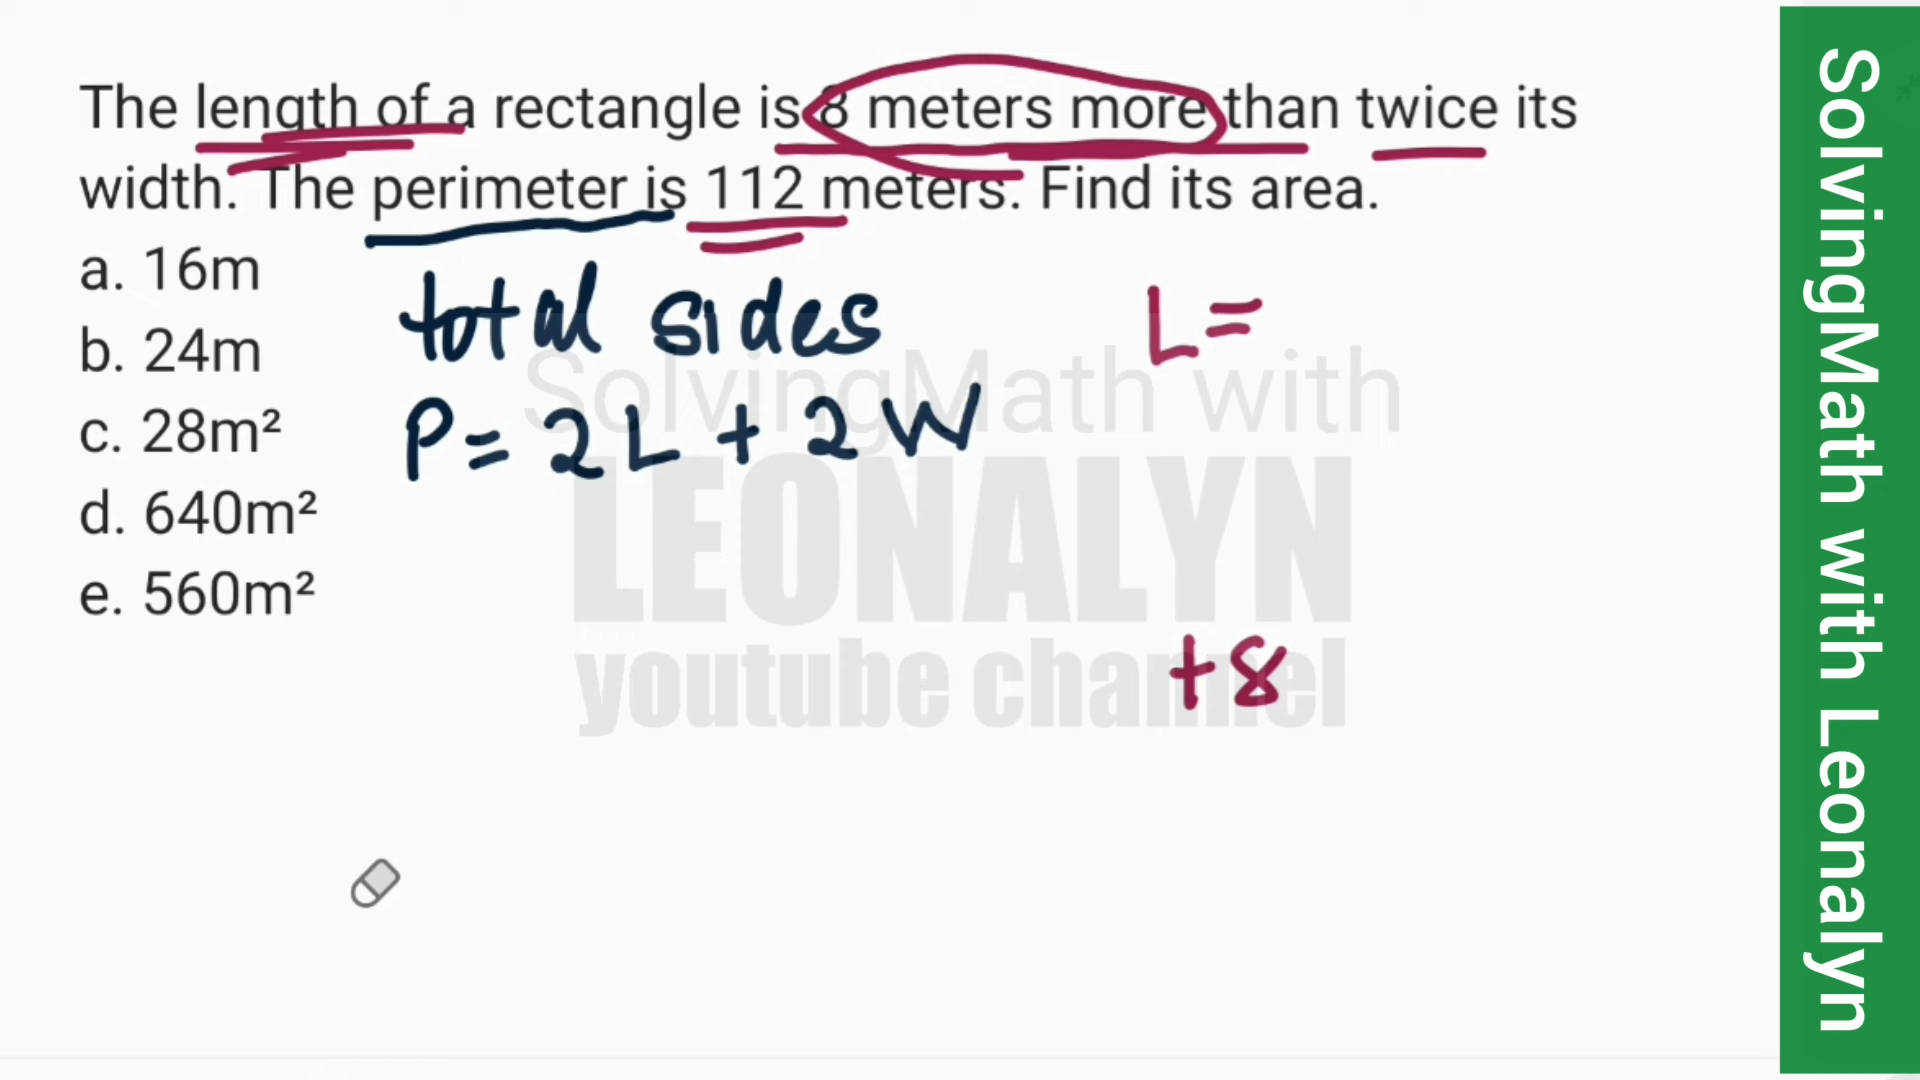 The length of a rectangle is 8 meters more than twice its
width. The perimeter is 112 meters. Find its area.
a. 16m
b. 24m
c. 28m²
d. 640m²
e. 560m²
total sides
P = 2L + 2W
L =
+8
SolvingMath with
LEONALYN
youtube channel
SolvingMath with Leonalyn